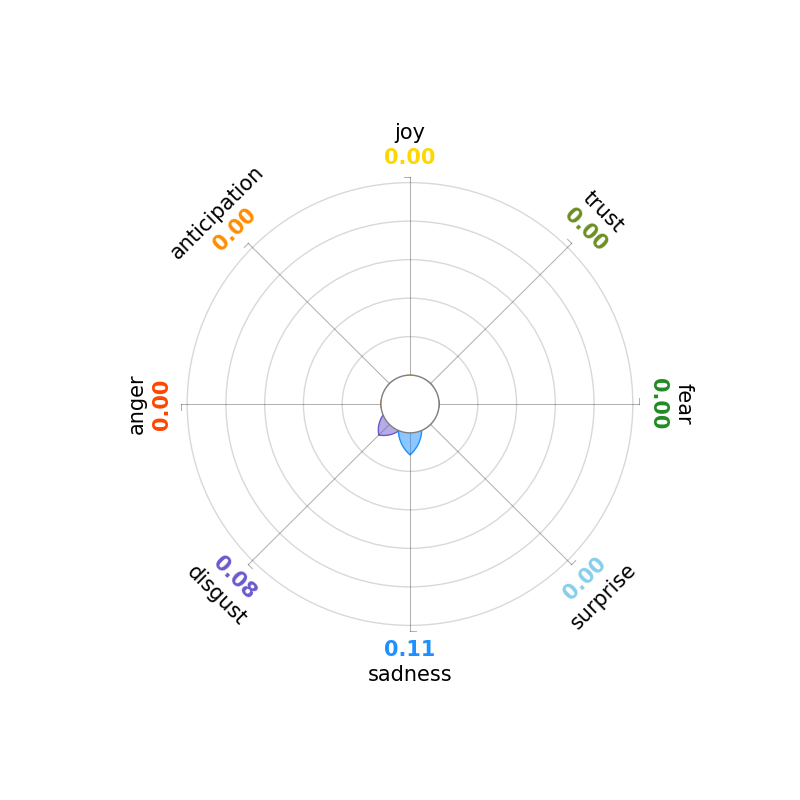 joy
0.00
trust
0.00
fear
0.00
surprise
0.00
sadness
0.11
disgust
0.08
anger
0.00
anticipation
0.00